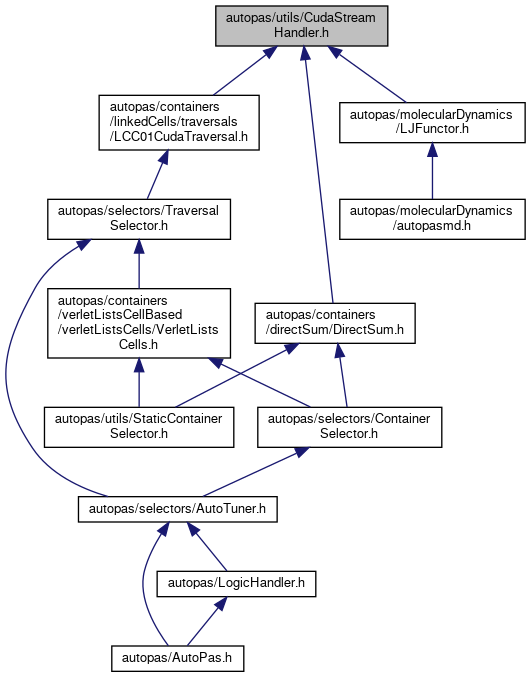 autopas/utils/CudaStream
Handler.h
autopas/containers
/linkedCells/traversals
/LCC01CudaTraversal.h
autopas/molecularDynamics
/LJFunctor.h
autopas/selectors/Traversal
Selector.h
autopas/molecularDynamics
/autopasmd.h
autopas/containers
/verletListsCellBased
/verletListsCells/VerletLists
Cells.h
autopas/containers
/directSum/DirectSum.h
autopas/utils/StaticContainer
Selector.h
autopas/selectors/Container
Selector.h
autopas/selectors/AutoTuner.h
autopas/LogicHandler.h
autopas/AutoPas.h